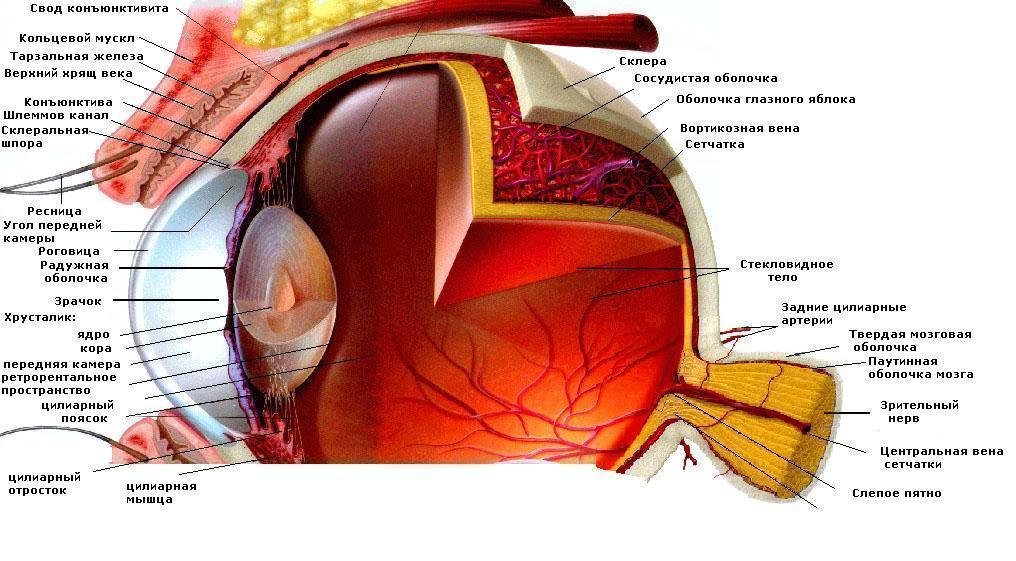 Свод конъюнктивита
Кольцевой мускл
Тарзальная железа
Верхний хрящ века
Конъюнктива
Шлеммов канал
Склеральная
шпора
Ресница
Угол передней
камеры
Роговица
Радужная
оболочка
Зрачок
Хрусталик:
ядро
кора
передняя камера
ретрорентальное
пространство
цилиарный
поясок
цилиарный
отросток
цилиарная
мышца
Склера
Сосудистая оболочка
Оболочка глазного яблока
Вортикозная вена
Сетчатка
Стекловидное
тело
Задние цилиарные
артерии
Твердая мозговая
оболочка
Паутинная
оболочка мозга
Зрительный
нерв
Центральная вена
сетчатки
Слепое пятно